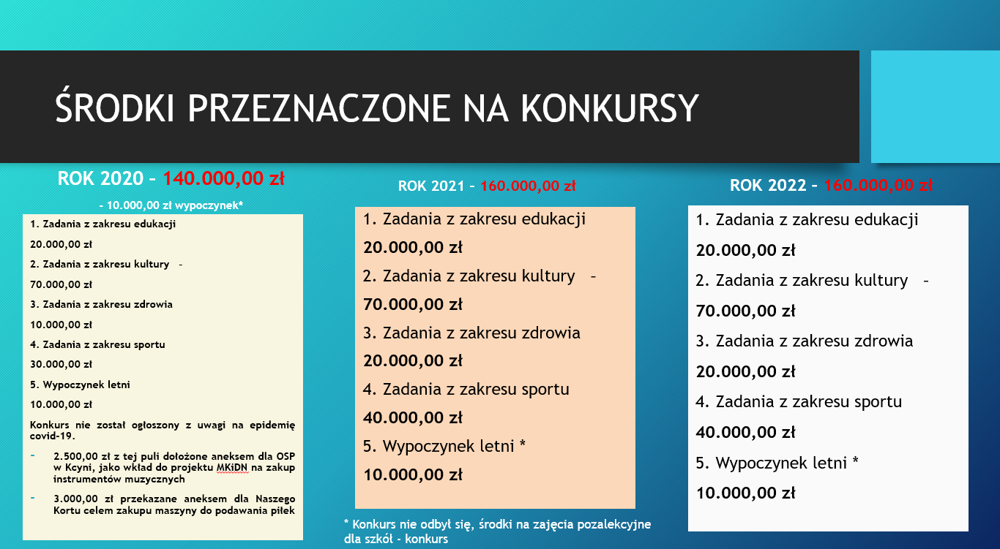 ŚRODKI PRZEZNACZONE NA KONKURSY
ROK 2020 – 140.000,00 zł
– 10.000,00 zł wypoczynek*
1. Zadania z zakresu edukacji
20.000,00 zł
2. Zadania z zakresu kultury –
70.000,00 zł
3. Zadania z zakresu zdrowia
10.000,00 zł
4. Zadania z zakresu sportu
30.000,00 zł
5. Wypoczynek letni
10.000,00 zł
Konkurs nie został ogłoszony z uwagi na epidemię
covid-19.
- 2.500,00 zł z tej puli dołożone aneksem dla OSP
w Kcyni, jako wkład do projektu MKiDN na zakup
instrumentów muzycznych
- 3.000,00 zł przekazane aneksem dla Naszego
Kortu celem zakupu maszyny do podawania piłek
ROK 2021 – 160.000,00 zł
1. Zadania z zakresu edukacji
20.000,00 zł
2. Zadania z zakresu kultury –
70.000,00 zł
3. Zadania z zakresu zdrowia
20.000,00 zł
4. Zadania z zakresu sportu
40.000,00 zł
5. Wypoczynek letni *
10.000,00 zł
* Konkurs nie odbył się, środki na zajęcia pozalekcyjne
dla szkół - konkurs
ROK 2022 – 160.000,00 zł
1. Zadania z zakresu edukacji
20.000,00 zł
2. Zadania z zakresu kultury –
70.000,00 zł
3. Zadania z zakresu zdrowia
20.000,00 zł
4. Zadania z zakresu sportu
40.000,00 zł
5. Wypoczynek letni *
10.000,00 zł